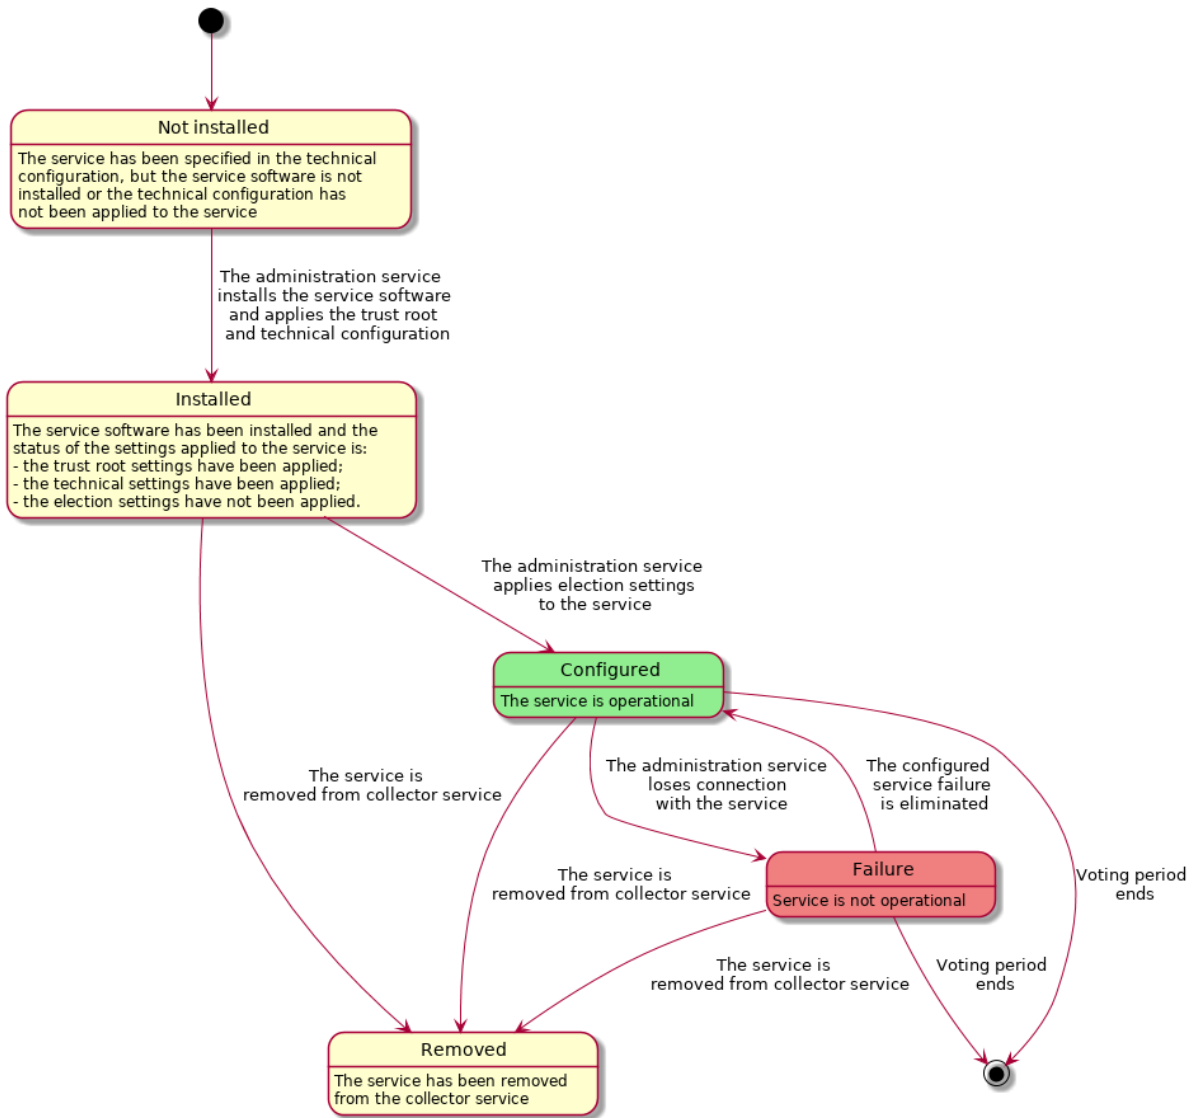 Not installed
The service has been specified in the technical
configuration, but the service software is not
installed or the technical configuration has
not been applied to the service
The administration service
installs the service software
and applies the trust root
and technical configuration
Installed
The service software has been installed and the
status of the settings applied to the service is:
- the trust root settings have been applied;
- the technical settings have been applied;
- the election settings have not been applied.
The administration service
applies election settings
to the service
Configured
The service is operational
The service is
removed from collector service
The administration service
loses connection
with the service
The configured
service failure
is eliminated
The service is
removed from collector service
Failure
Service is not operational
Voting period
ends
The service is
removed from collector service
Voting period
ends
Removed
The service has been removed
from the collector service